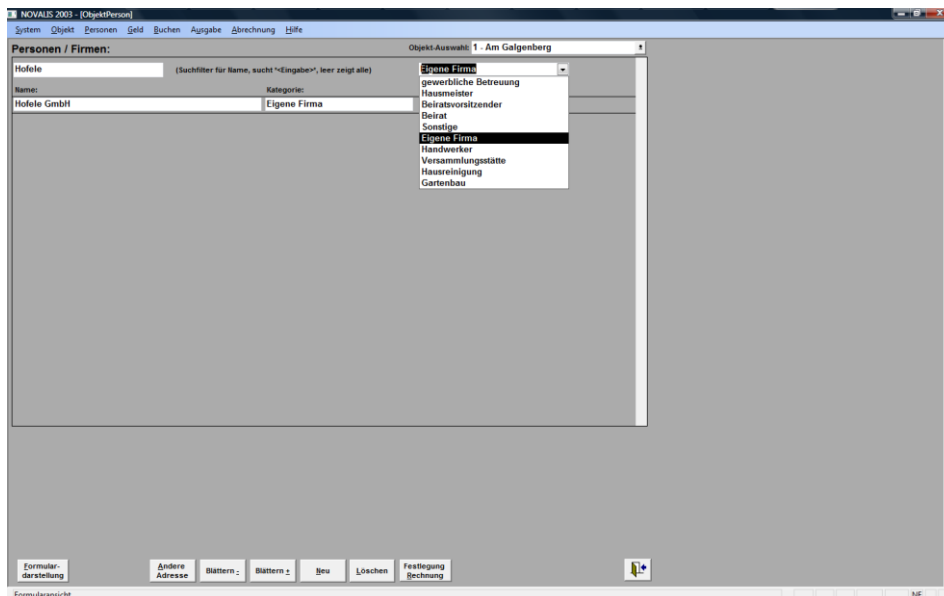 NOVALIS 2003 - [ObjektPerson]
System Objekt Personen Geld Buchen Ausgabe Abrechnung Hilfe
Personen / Firmen:
Objekt-Auswahl: 1 - Am Galgenberg
Hofele
(Suchfilter für Name, sucht '<Eingabe>', leer zeigt alle)
Eigene Firma
Name:
Kategorie:
Hofele GmbH
Eigene Firma
gewerbliche Betreuung
Hausmeister
Beiratsvorsitzender
Beirat
Sonstige
Eigene Firma
Handwerker
Versammlungsstätte
Hausreinigung
Gartenbau
Formular-
darstellung
Andere
Adresse
Blättern -
Blättern +
Neu
Löschen
Festlegung
Rechnung
Formularansicht
NF